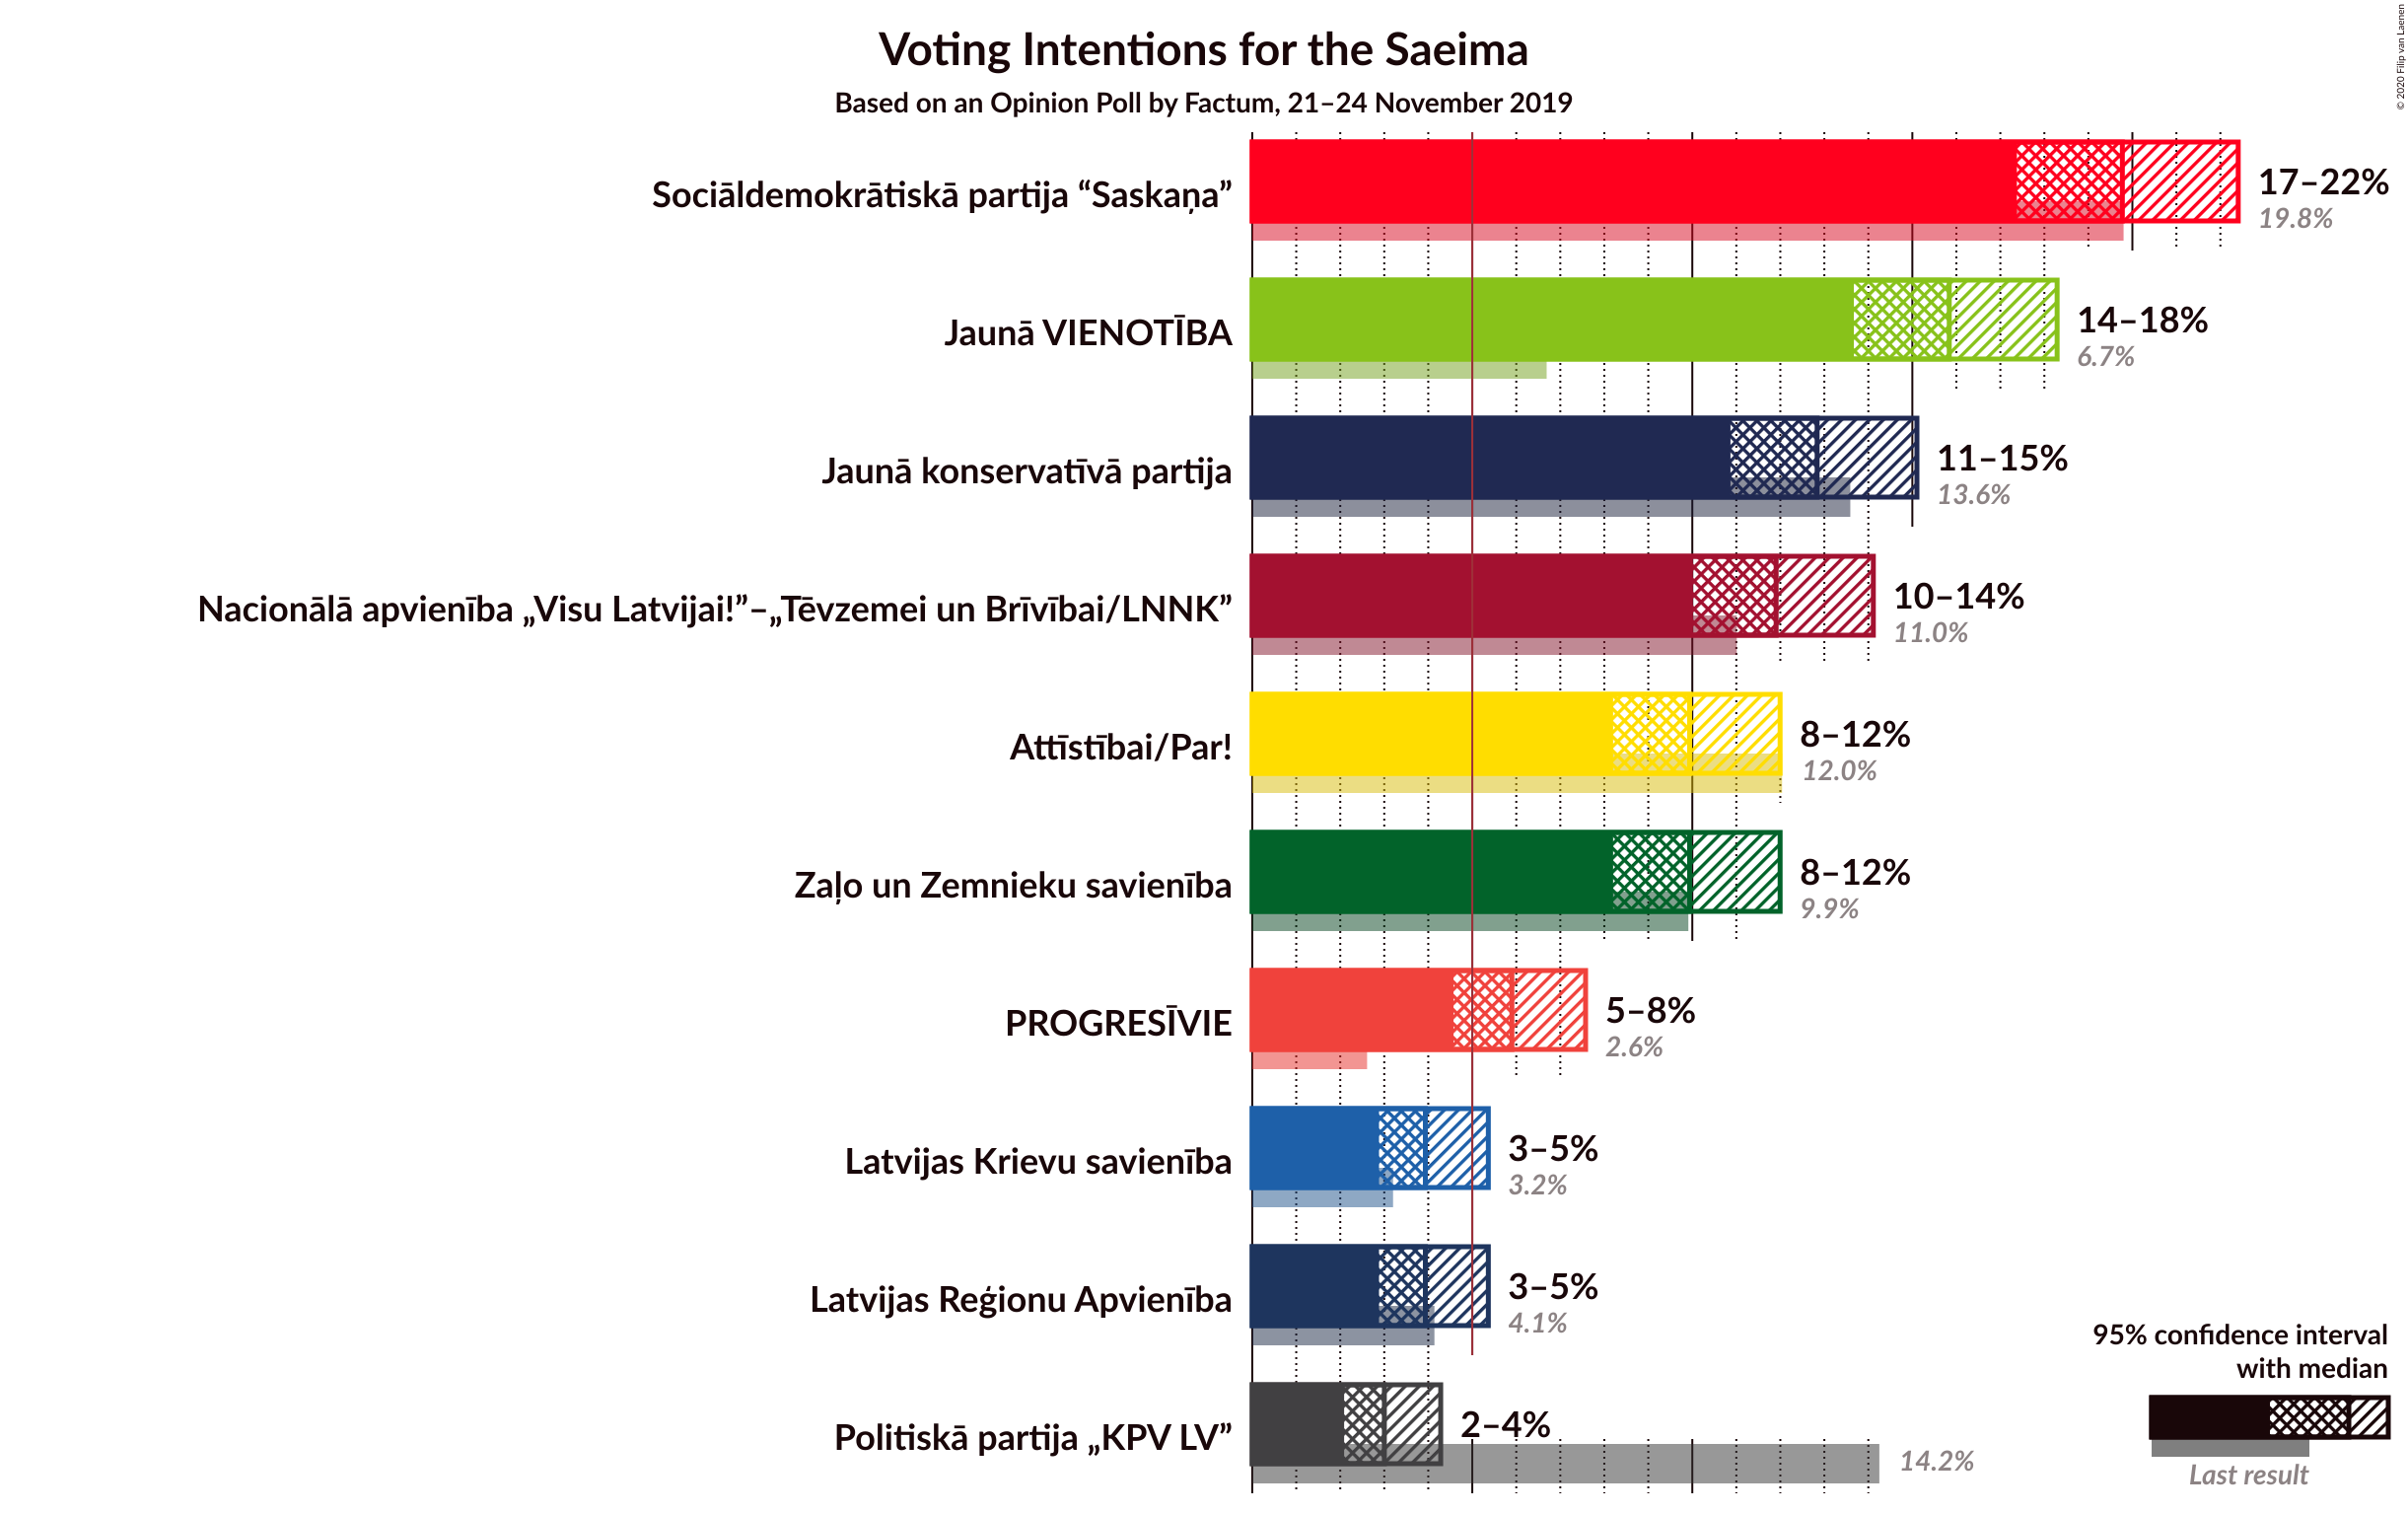 Voting Intentions for the Saeima
Based on an Opinion Poll by Factum, 21–24 November 2019
© 2020 Filip van Laenen
Sociāldemokrātiskā partija “Saskaņa”
17–22%
19.8%
Jaunā VIENOTĪBA
14–18%
6.7%
Jaunā konservatīvā partija
11–15%
13.6%
Nacionālā apvienība „Visu Latvijai!”–„Tēvzemei un Brīvībai/LNNK”
10–14%
11.0%
Attīstībai/Par!
8–12%
12.0%
Zaļo un Zemnieku savienība
8–12%
9.9%
PROGRESĪVIE
5–8%
2.6%
Latvijas Krievu savienība
3–5%
3.2%
Latvijas Reģionu Apvienība
3–5%
4.1%
Politiskā partija „KPV LV”
2–4%
14.2%
95% confidence interval
with median
Last result